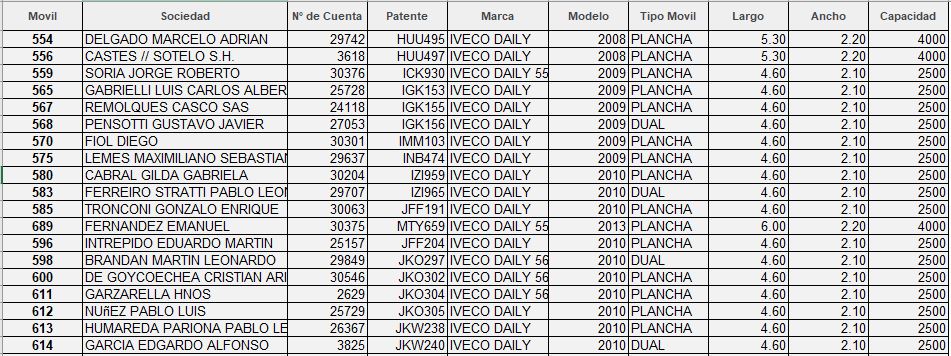 Movil Sociedad Nº de Cuenta Patente Marca Modelo Tipo Movil Largo Ancho Capacidad
554 DELGADO MARCELO ADRIAN 29742 HUU495 IVECO DAILY 2008 PLANCHA 5.30 2.20 4000
556 CASTES // SOTELO S.H. 3618 HUU497 IVECO DAILY 2008 PLANCHA 5.30 2.20 4000
559 SORIA JORGE ROBERTO 30376 ICK930 IVECO DAILY 55 2009 PLANCHA 4.60 2.10 2500
565 GABRIELLI LUIS CARLOS ALBER 25728 IGK153 IVECO DAILY 2009 PLANCHA 4.60 2.10 2500
567 REMOLQUES CASCO SAS 24118 IGK155 IVECO DAILY 2009 PLANCHA 4.60 2.10 2500
568 PENSOTTI GUSTAVO JAVIER 27053 IGK156 IVECO DAILY 2009 DUAL 4.60 2.10 2500
570 FIOL DIEGO 30301 IMM103 IVECO DAILY 2009 PLANCHA 4.60 2.10 2500
575 LEMES MAXIMILIANO SEBASTIAN 29637 INB474 IVECO DAILY 2009 PLANCHA 4.60 2.10 2500
580 CABRAL GILDA GABRIELA 30204 IZI959 IVECO DAILY 2010 PLANCHA 4.60 2.10 2500
583 FERREIRO STRATTI PABLO LEON 29707 IZI965 IVECO DAILY 2010 DUAL 4.60 2.10 2500
585 TRONCONI GONZALO ENRIQUE 30063 JFF191 IVECO DAILY 2010 PLANCHA 4.60 2.10 2500
689 FERNANDEZ EMANUEL 30375 MTY659 IVECO DAILY 55 2013 PLANCHA 6.00 2.20 4000
596 INTREPIDO EDUARDO MARTIN 25157 JFF204 IVECO DAILY 2010 PLANCHA 4.60 2.10 2500
598 BRANDAN MARTIN LEONARDO 29849 JKO297 IVECO DAILY 56 2010 DUAL 4.60 2.10 2500
600 DE GOYCOECHEA CRISTIAN ARI 30546 JKO302 IVECO DAILY 56 2010 PLANCHA 4.60 2.10 2500
611 GARZARELLA HNOS 2629 JKO304 IVECO DAILY 56 2010 PLANCHA 4.60 2.10 2500
612 NUñEZ PABLO LUIS 25729 JKO305 IVECO DAILY 2010 PLANCHA 4.60 2.10 2500
613 HUMAREDA PARIONA PABLO LE 26367 JKW238 IVECO DAILY 2010 PLANCHA 4.60 2.10 2500
614 GARCIA EDGARDO ALFONSO 3825 JKW240 IVECO DAILY 2010 DUAL 4.60 2.10 2500